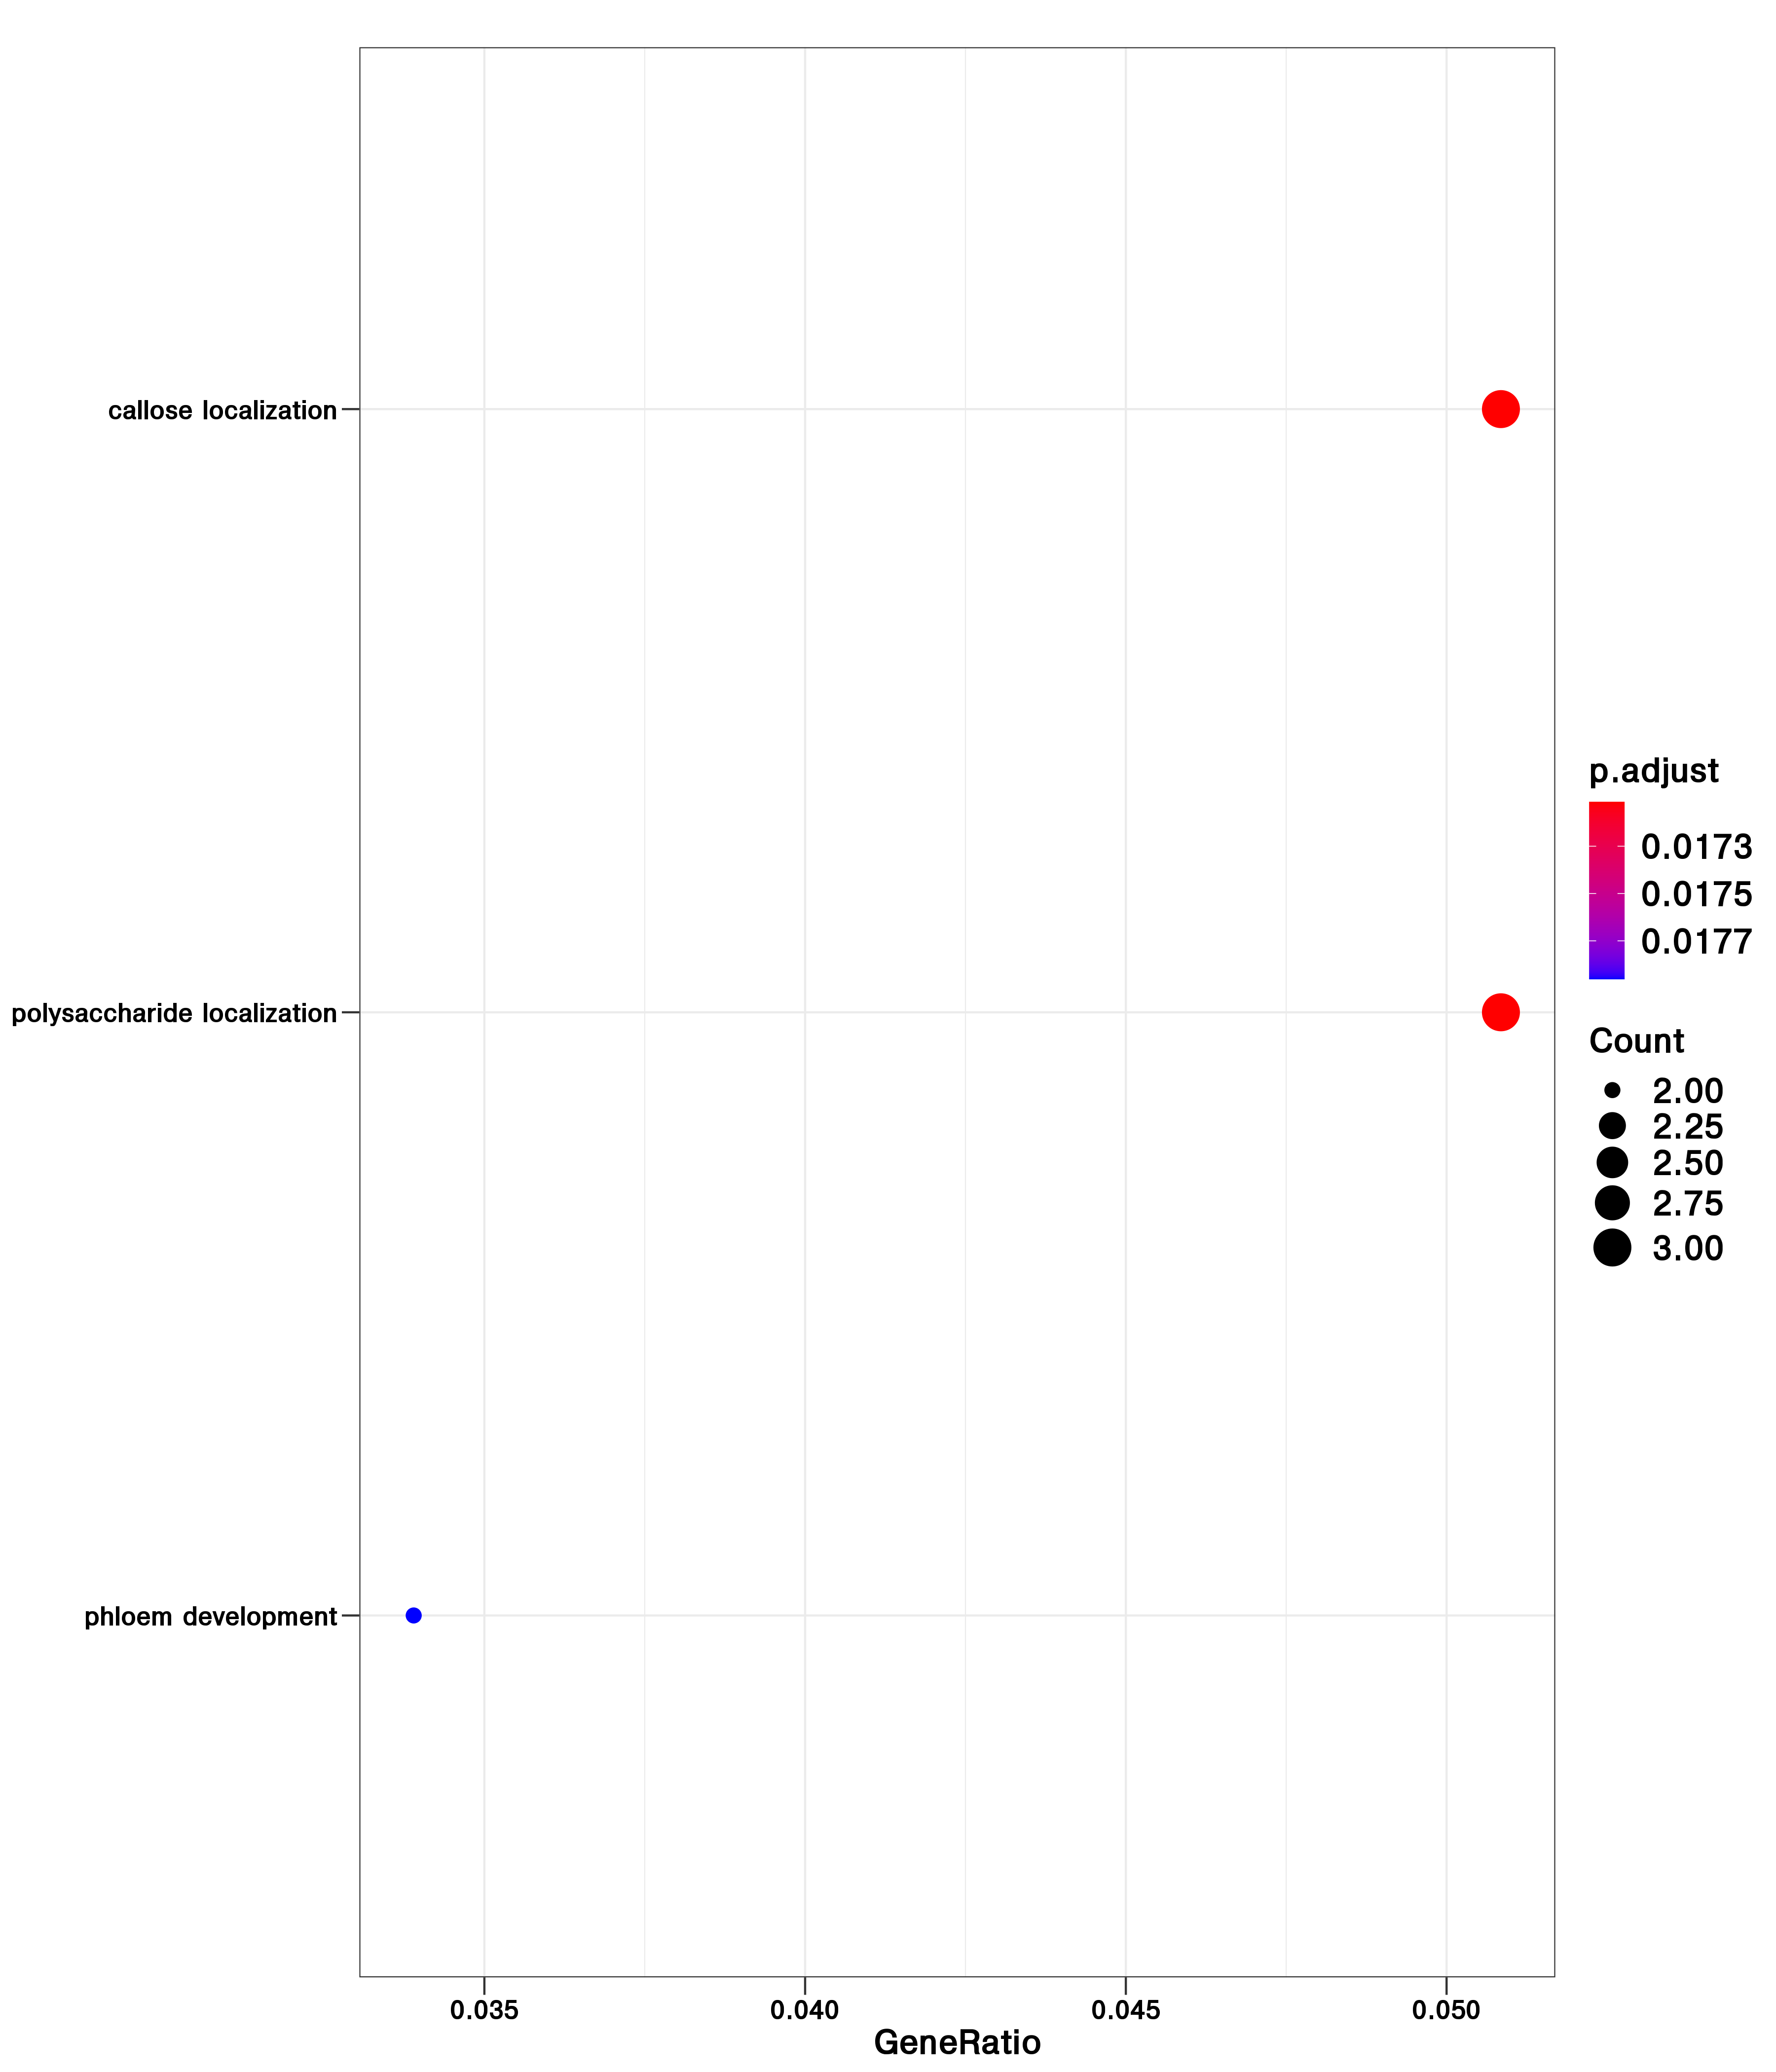 callose localization
polysaccharide localization
phloem development
0.035
0.040
0.045
0.050
GeneRatio
p.adjust
0.0173
0.0175
0.0177
Count
2.00
2.25
2.50
2.75
3.00